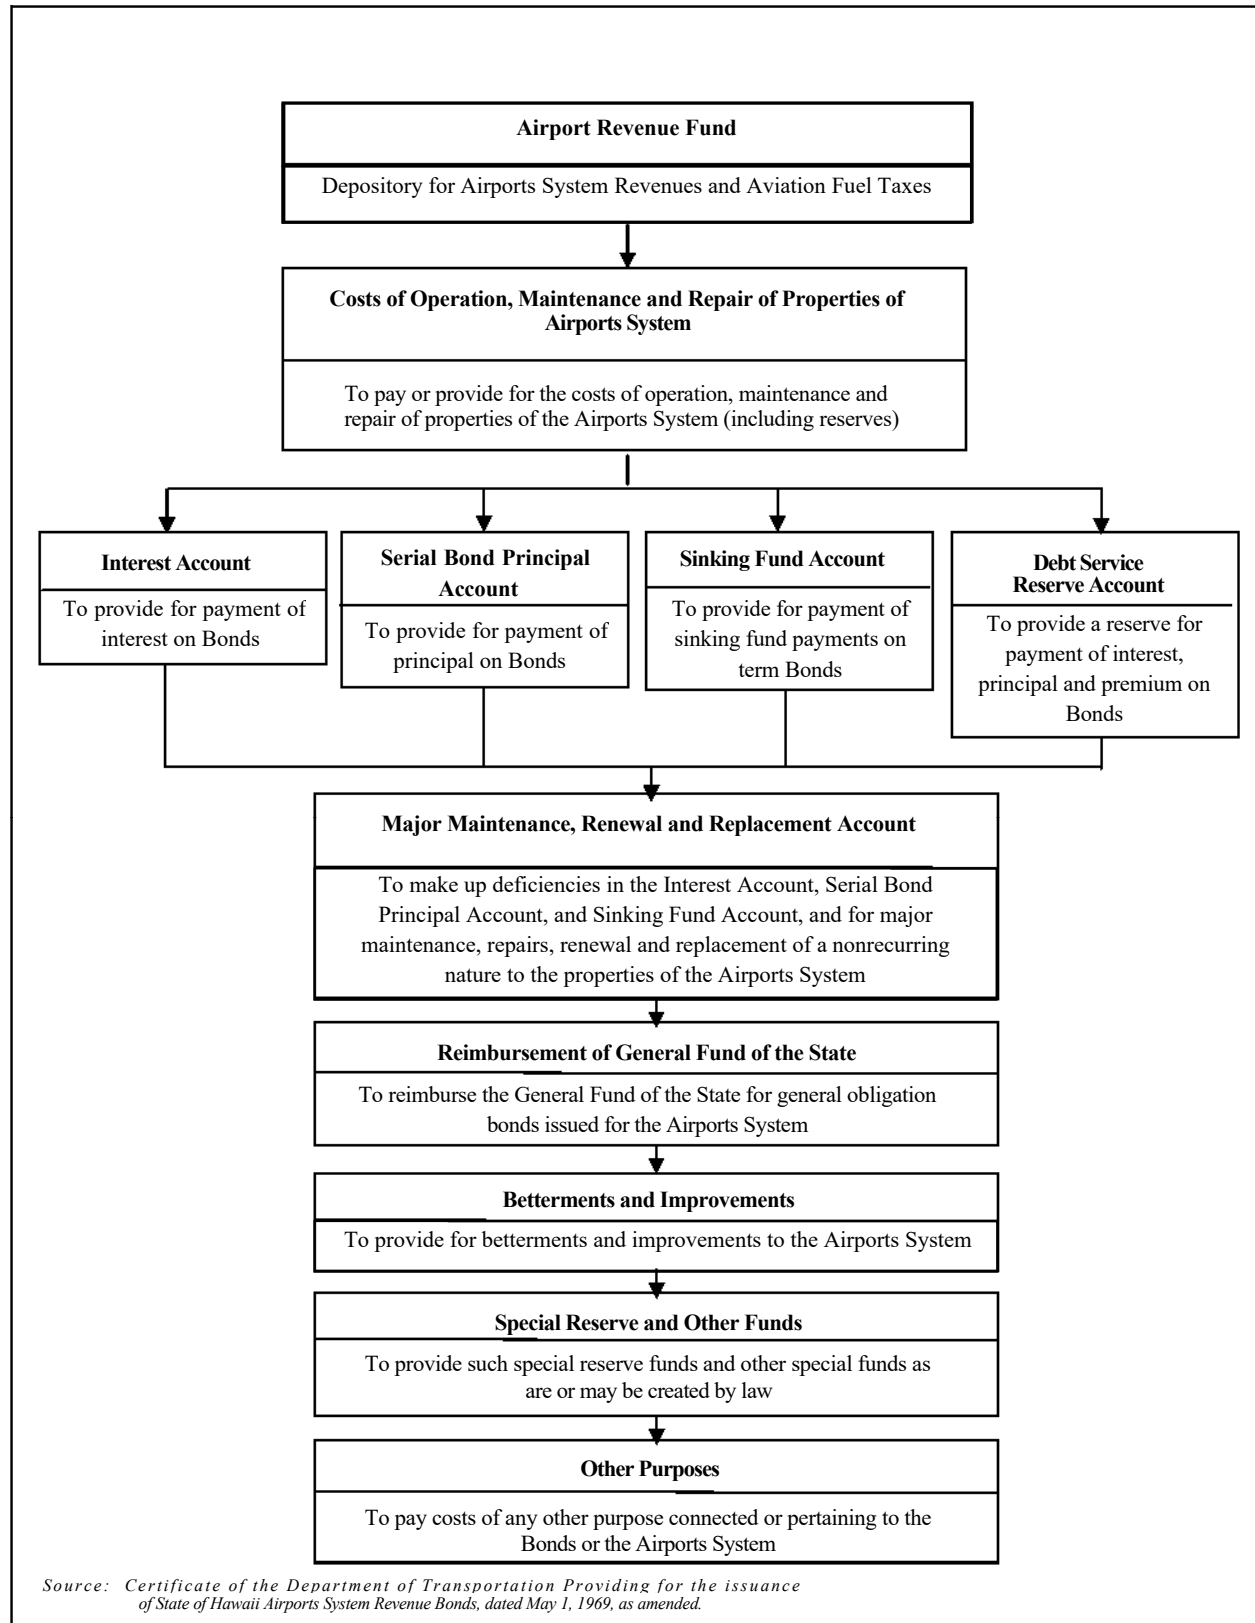 Airport Revenue Fund
Depository for Airports System Revenues and Aviation Fuel Taxes
Costs of Operation, Maintenance and Repair of Properties of
Airports System
To pay or provide for the costs of operation, maintenance and
repair of properties of the Airports System (including reserves)
Interest Account
To provide for payment of
interest on Bonds
Serial Bond Principal
Account
To provide for payment of
principal on Bonds
Sinking Fund Account
To provide for payment of
sinking fund payments on
term Bonds
Debt Service
Reserve Account
To provide a reserve for
payment of interest,
principal and premium on
Bonds
Major Maintenance, Renewal and Replacement Account
To make up deficiencies in the Interest Account, Serial Bond
Principal Account, and Sinking Fund Account, and for major
maintenance, repairs, renewal and replacement of a nonrecurring
nature to the properties of the Airports System
Reimbursement of General Fund of the State
To reimburse the General Fund of the State for general obligation
bonds issued for the Airports System
Betterments and Improvements
To provide for betterments and improvements to the Airports System
Special Reserve and Other Funds
To provide such special reserve funds and other special funds as
are or may be created by law
Other Purposes
To pay costs of any other purpose connected or pertaining to the
Bonds or the Airports System
Source: Certificate of the Department of Transportation Providing for the issuance
of State of Hawaii Airports System Revenue Bonds, dated May 1, 1969, as amended.